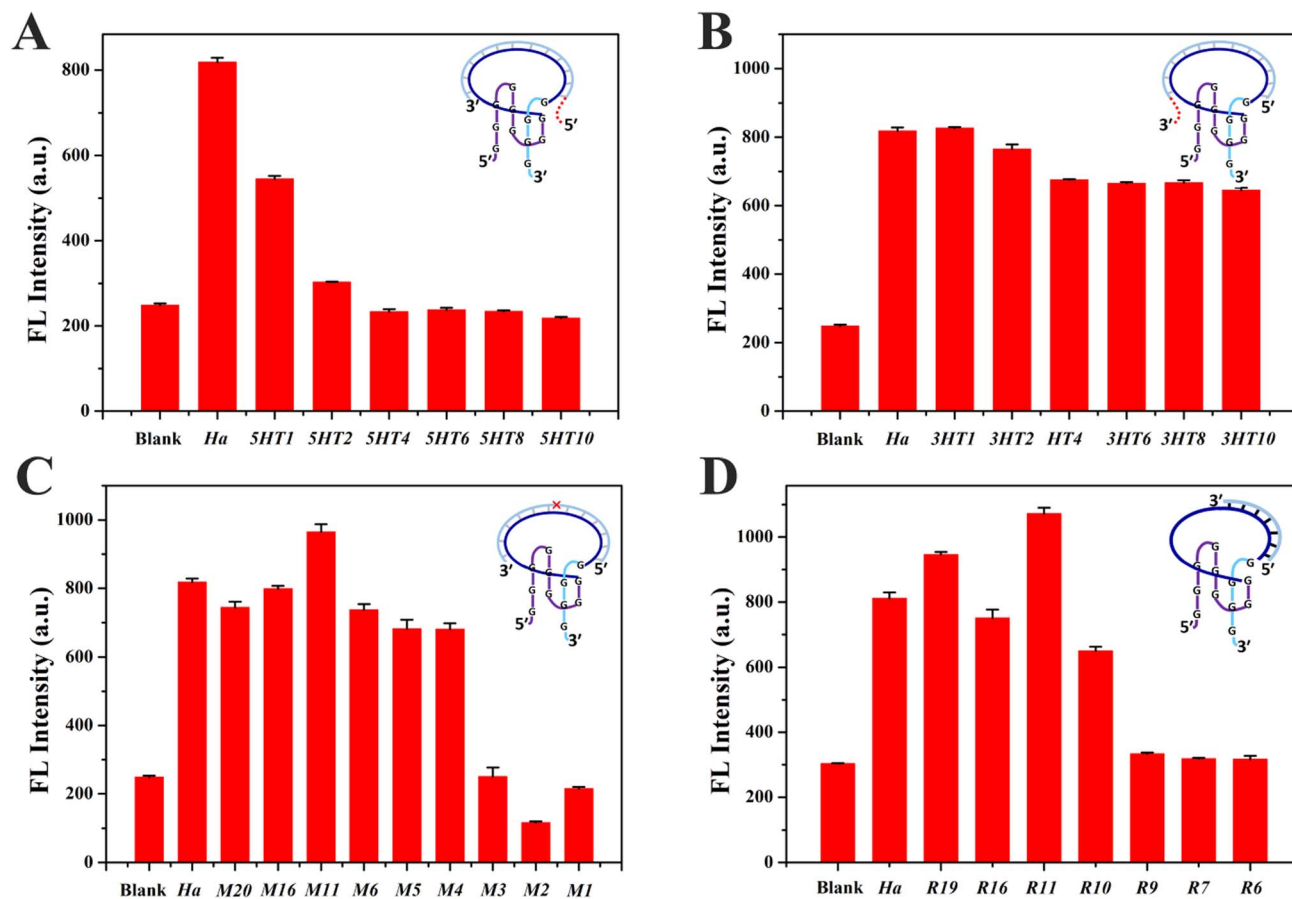 A
FL Intensity (a.u.)
800
600
400
200
0
Blank Ha 5HT1 5HT2 5HT4 5HT6 5HT8 5HT10
3′
5′
5′
3′
G
G
G
G
G
G
G
G
G
G
G
G
B
FL Intensity (a.u.)
1000
800
600
400
200
0
Blank Ha 3HT1 3HT2 HT4 3HT6 3HT8 3HT10
3′
5′
5′
3′
G
G
G
G
G
G
G
G
G
G
G
G
C
FL Intensity (a.u.)
1000
800
600
400
200
0
Blank Ha M20 M16 M11 M6 M5 M4 M3 M2 M1
×
3′
5′
5′
3′
G
G
G
G
G
G
G
G
G
G
G
G
D
FL Intensity (a.u.)
1000
800
600
400
200
0
Blank Ha R19 R16 R11 R10 R9 R7 R6
3′
5′
5′
3′
G
G
G
G
G
G
G
G
G
G
G
G